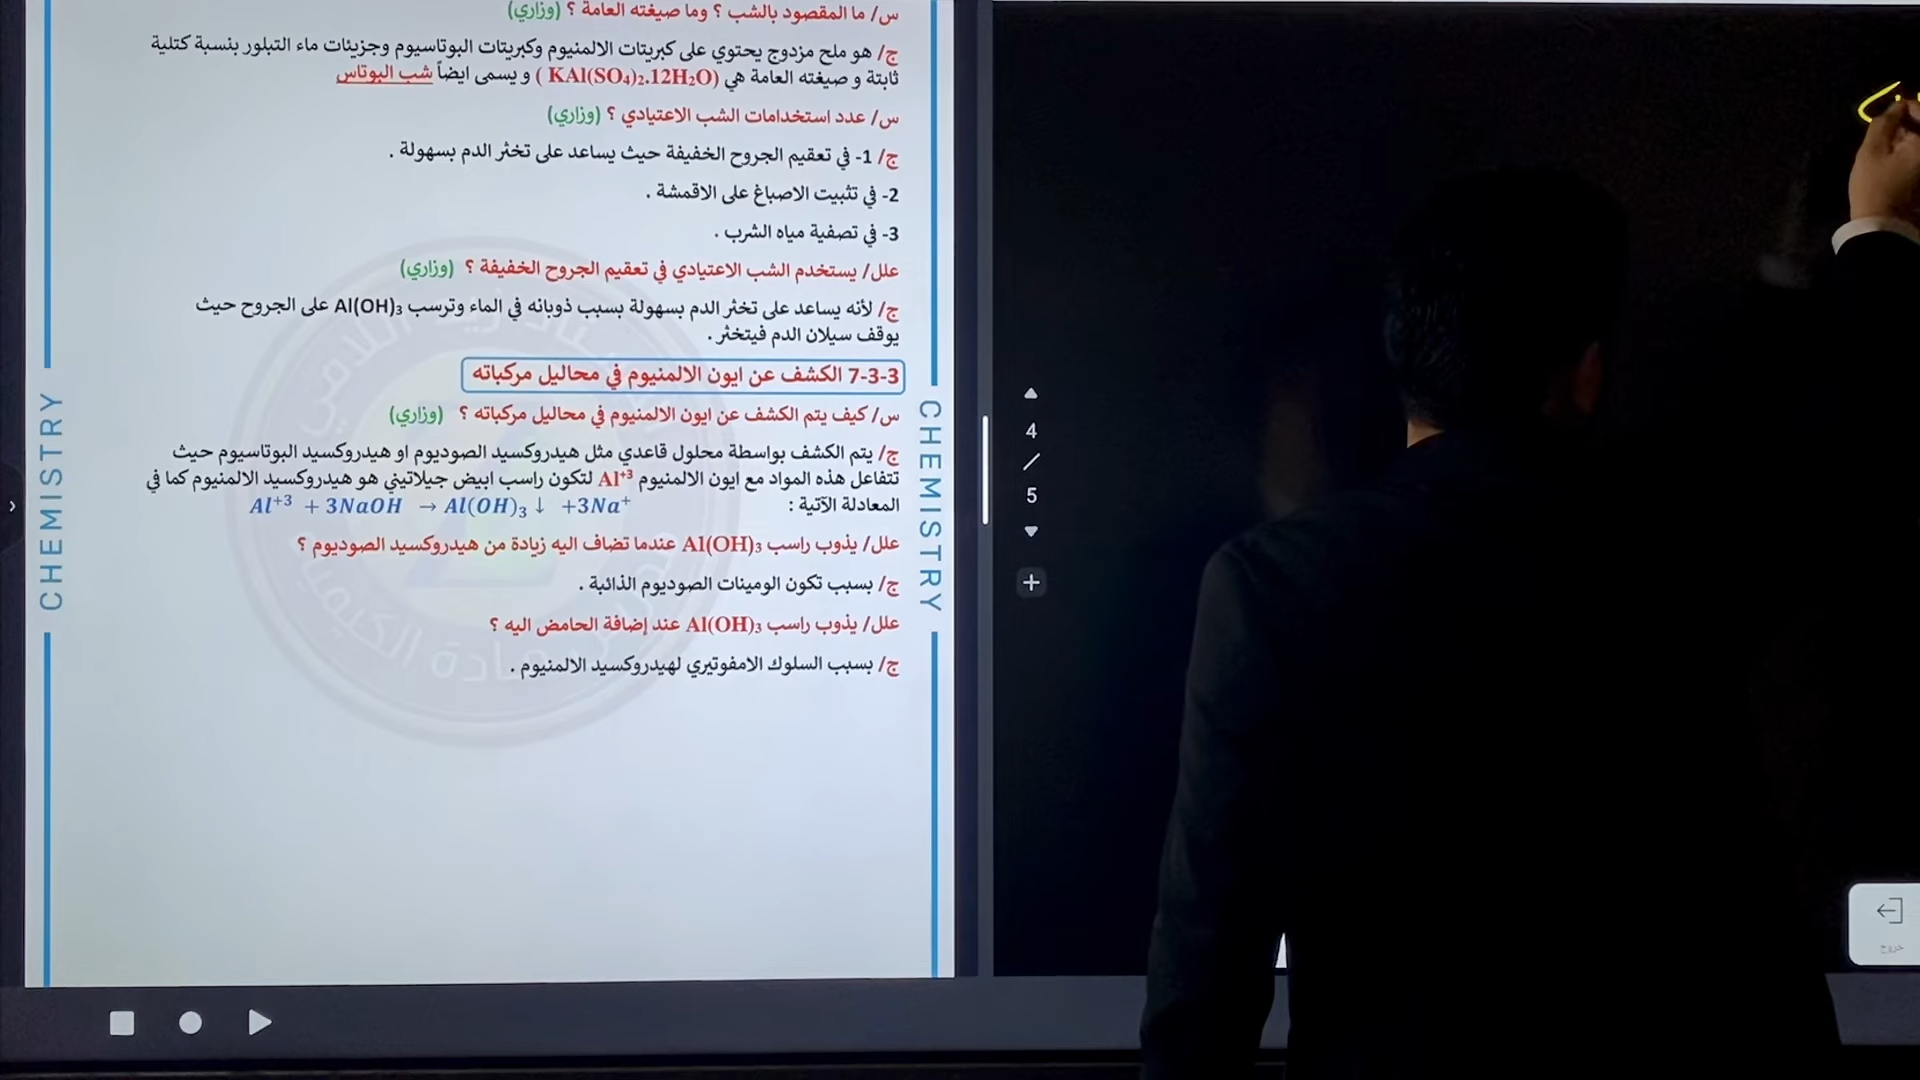 س/ ما المقصود بالشب ؟ وما صيغته العامة ؟ (وزاري)
ج/ هو ملح مزدوج يحتوي على كبريتات الالمنيوم وكبريتات البوتاسيوم وجزيئات ماء التبلور بنسبة كتلية
ثابتة و صيغته العامة هي (KAl(SO₄)₂.12H₂O ) و يسمى ايضاً شب البوتاس
س/ عدد استخدامات الشب الاعتيادي ؟ (وزاري)
ج/ 1- في تعقيم الجروح الخفيفة حيث يساعد على تخثر الدم بسهولة .
2- في تثبيت الاصباغ على الاقمشة .
3- في تصفية مياه الشرب .
علل/ يستخدم الشب الاعتيادي في تعقيم الجروح الخفيفة ؟ (وزاري)
ج/ لأنه يساعد على تخثر الدم بسهولة بسبب ذوبانه في الماء وترسب Al(OH)₃ على الجروح حيث
يوقف سيلان الدم فيتخثر .
7-3-3 الكشف عن ايون الالمنيوم في محاليل مركباته
س/ كيف يتم الكشف عن ايون الالمنيوم في محاليل مركباته ؟ (وزاري)
ج/ يتم الكشف بواسطة محلول قاعدي مثل هيدروكسيد الصوديوم او هيدروكسيد البوتاسيوم حيث
تتفاعل هذه المواد مع ايون الالمنيوم Al⁺³ لتكون راسب ابيض جيلاتيني هو هيدروكسيد الالمنيوم كما في
المعادلة الآتية : Al⁺³ + 3NaOH → Al(OH)₃ ↓ +3Na⁺
علل/ يذوب راسب Al(OH)₃ عندما تضاف اليه زيادة من هيدروكسيد الصوديوم ؟
ج/ بسبب تكون الومينات الصوديوم الذائبة .
علل/ يذوب راسب Al(OH)₃ عند إضافة الحامض اليه ؟
ج/ بسبب السلوك الامفوتيري لهيدروكسيد الالمنيوم .
CHEMISTRY
CHEMISTRY
4
/
5
خروج